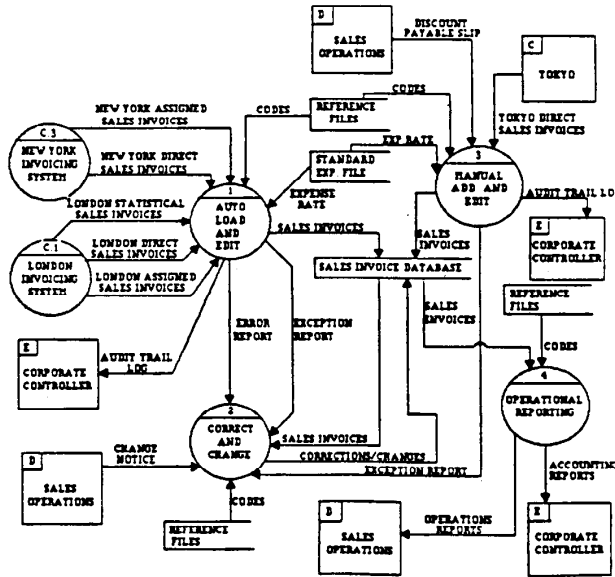 D
SALES
OPERATIONS
DISCOUNT
PAYABLE SLIP
C
TOKYO
TOKYO DIRECT
SALES INVOICES
C.3
NEW YORK
INVOICING
SYSTEM
NEW YORK ASSIGNED
SALES INVOICES
NEW YORK DIRECT
SALES INVOICES
CODES
REFERENCE
FILES
CODES
STANDARD
EXP. FILE
EXP RATE
EXPENSE
RATE
1
AUTO
LOAD
AND
EDIT
3
MANUAL
ADD AND
EDIT
AUDIT TRAIL LO
E
CORPORATE
CONTROLLER
LONDON STATISTICAL
SALES INVOICES
C.1
LONDON
INVOICING
SYSTEM
LONDON DIRECT
SALES INVOICES
LONDON ASSIGNED
SALES INVOICES
SALES INVOICES
SALES
INVOICES
SALES INVOICE DATABASE
SALES
INVOICES
REFERENCE
FILES
CODES
4
OPERATIONAL
REPORTING
ERROR
REPORT
EXCEPTION
REPORT
AUDIT TRAIL
LOG
E
CORPORATE
CONTROLLER
2
CORRECT
AND
CHANGE
SALES INVOICES
CORRECTIONS/CHANGES
EXCEPTION REPORT
D
SALES
OPERATIONS
CHANGE
NOTICE
CODES
REFERENCE
FILES
ACCOUNTING
REPORTS
OPERATIONS
REPORTS
D
SALES
OPERATIONS
E
CORPORATE
CONTROLLER